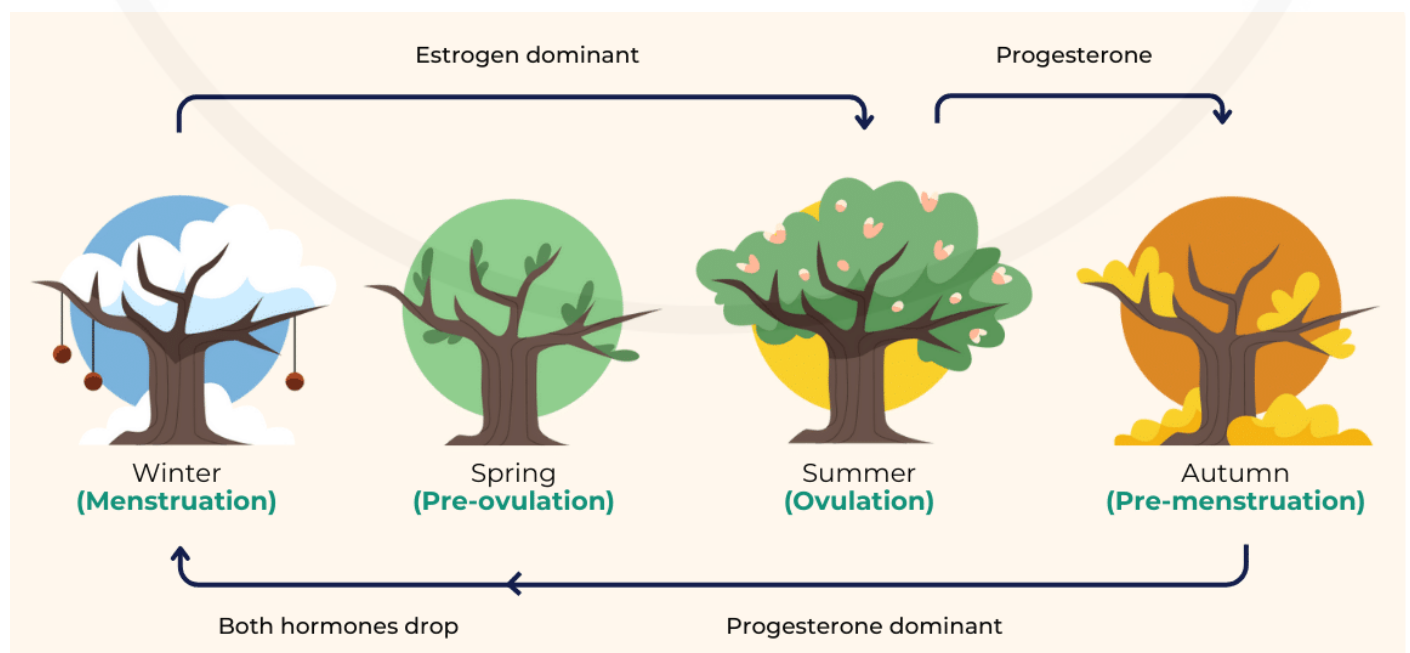 Estrogen dominant
Progesterone
Winter
(Menstruation)
Spring
(Pre-ovulation)
Summer
(Ovulation)
Autumn
(Pre-menstruation)
Both hormones drop
Progesterone dominant